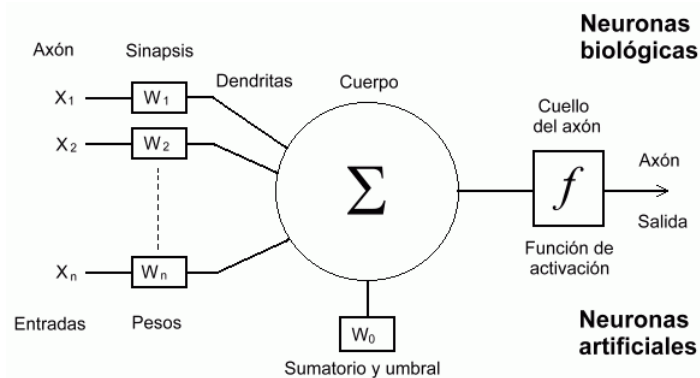 Neuronas
biológicas
Axón
Sinapsis
Dendritas
Cuerpo
Cuello
del axón
X1
W1
X2
W2
Σ
f
Axón
Salida
Función de
activación
Xn
Wn
Entradas
Pesos
W0
Sumatorio y umbral
Neuronas
artificiales